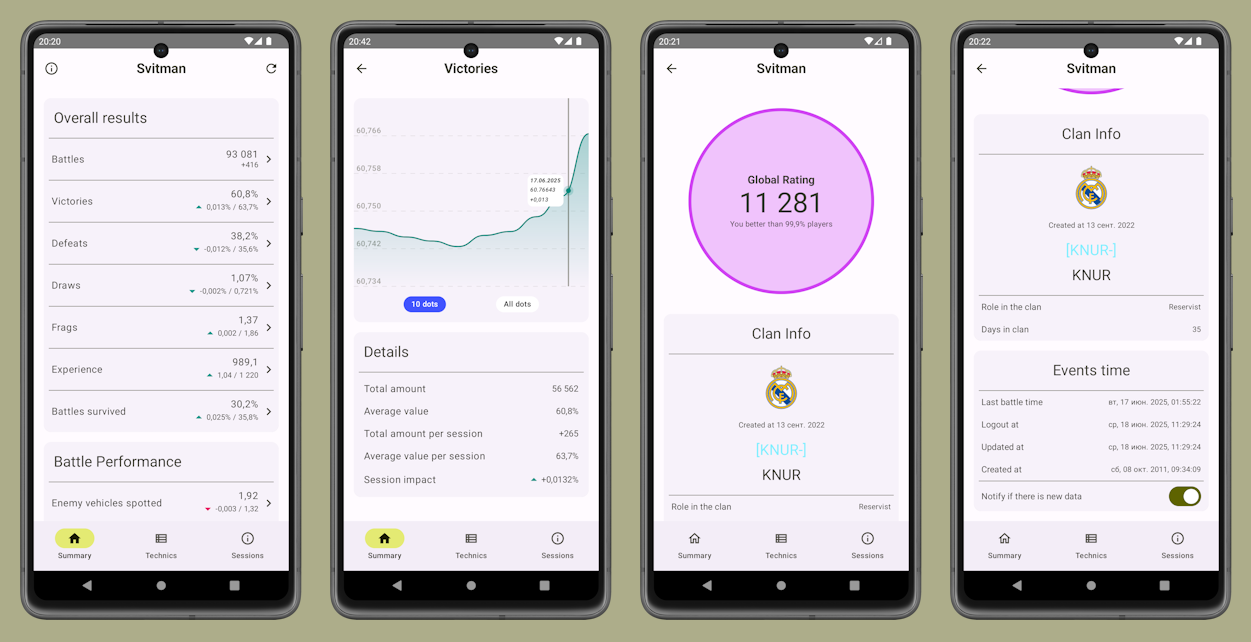 20:20
Svitman
Overall results
Battles
93 081
+416
Victories
60,8%
0,013% / 63,7%
Defeats
38,2%
-0,012% / 35,6%
Draws
1,07%
-0,002% / 0,721%
Frags
1,37
0,002 / 1,86
Experience
989,1
1,04 / 1 220
Battles survived
30,2%
0,025% / 35,8%
Battle Performance
Enemy vehicles spotted
1,92
-0,003 / 1,32
Summary
Technics
Sessions
20:42
Victories
60,766
60,758
60,750
60,742
60,734
17.06.2025
60.76643
+0,013
10 dots
All dots
Details
Total amount 56 562
Average value 60,8%
Total amount per session +265
Average value per session 63,7%
Session impact +0,0132%
Summary
Technics
Sessions
20:21
Svitman
Global Rating
11 281
You better than 99,9% players
Clan Info
Created at 13 сент. 2022
[KNUR-]
KNUR
Role in the clan Reservist
Summary
Technics
Sessions
20:22
Svitman
Clan Info
Created at 13 сент. 2022
[KNUR-]
KNUR
Role in the clan Reservist
Days in clan 35
Events time
Last battle time вт, 17 июн. 2025, 01:55:22
Logout at ср, 18 июн. 2025, 11:29:24
Updated at ср, 18 июн. 2025, 11:29:24
Created at сб, 08 окт. 2011, 09:34:09
Notify if there is new data
Summary
Technics
Sessions